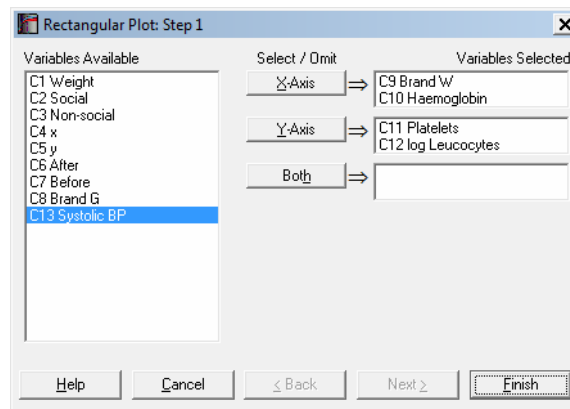 Rectangular Plot: Step 1
Variables Available
Select / Omit
Variables Selected
C1 Weight
C2 Social
C3 Non-social
C4 x
C5 y
C6 After
C7 Before
C8 Brand G
C13 Systolic BP
X-Axis
C9 Brand W
C10 Haemoglobin
Y-Axis
C11 Platelets
C12 log Leucocytes
Both
Help
Cancel
< Back
Next >
Finish